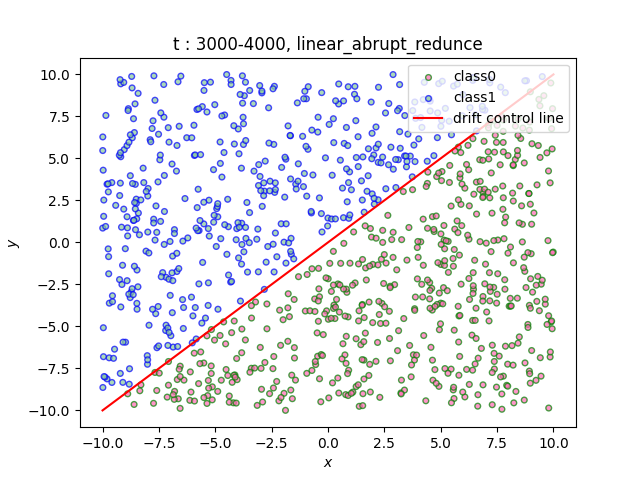 t : 3000-4000, linear_abrupt_redunce
class0
class1
drift control line
10.0
7.5
5.0
2.5
0.0
−2.5
−5.0
−7.5
−10.0
y
−10.0 −7.5 −5.0 −2.5 0.0 2.5 5.0 7.5 10.0
x